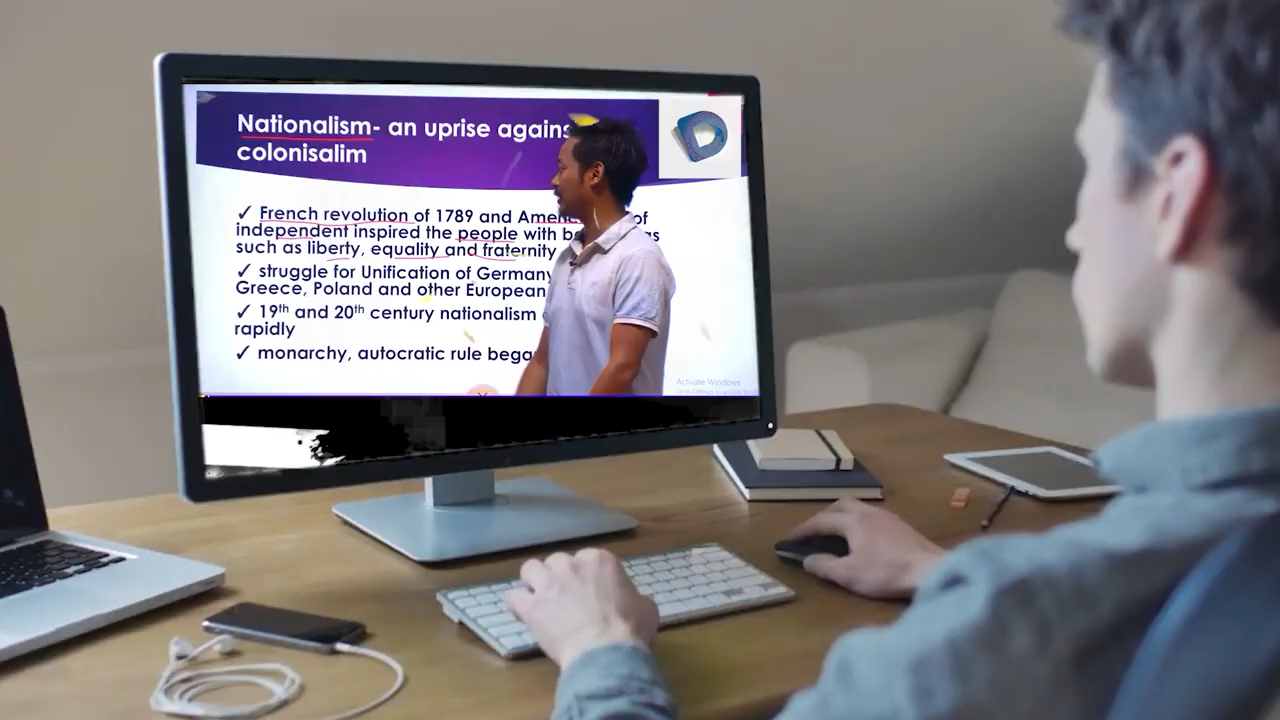 Nationalism- an uprise agains
colonisalim
✓ French revolution of 1789 and of
independent inspired the people with
such as liberty, equality and fraternity
✓ struggle for Unification of Germany
Greece, Poland and other European
✓ 19th and 20th century nationalism
rapidly
✓ monarchy, autocratic rule bega
D
Activate Windows